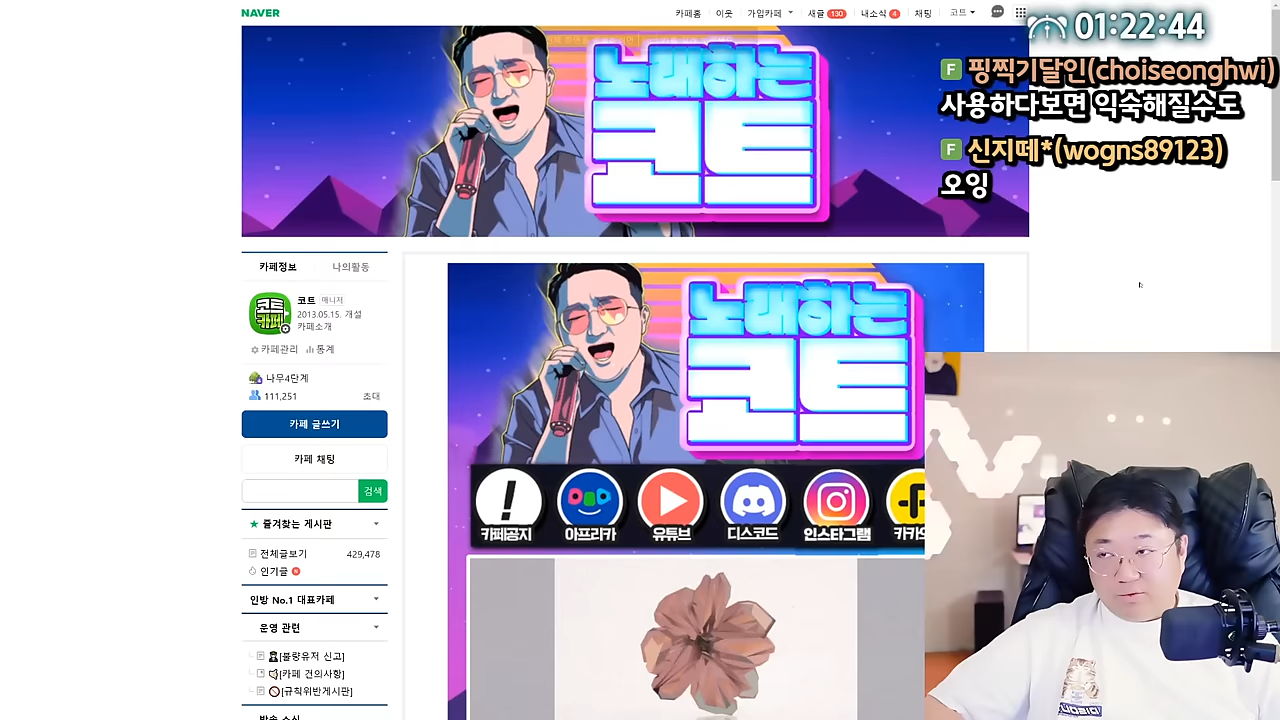 NAVER
카페홈 이웃 가입카페 새글 130 내소식 4 채팅 코트
01:22:44
F 핑찍기달인(choiseonghwi)
사용하다보면 익숙해질수도
F 신지떼*(wogns89123)
오잉
노래하는
코트
카페정보 나의활동
코트
카페
코트 매니저
2013.05.15. 개설
카페소개
카페관리 통계
나무4단계
111,251 초대
카페 글쓰기
카페 채팅
검색
즐겨찾는 게시판
전체글보기 429,478
인기글 N
인방 No.1 대표카페
운영 관련
[불량유저 신고]
[카페 건의사항]
[규칙위반게시판]
방송 소식
노래하는
코트
카페공지 아프리카 유튜브 디스코드 인스타그램